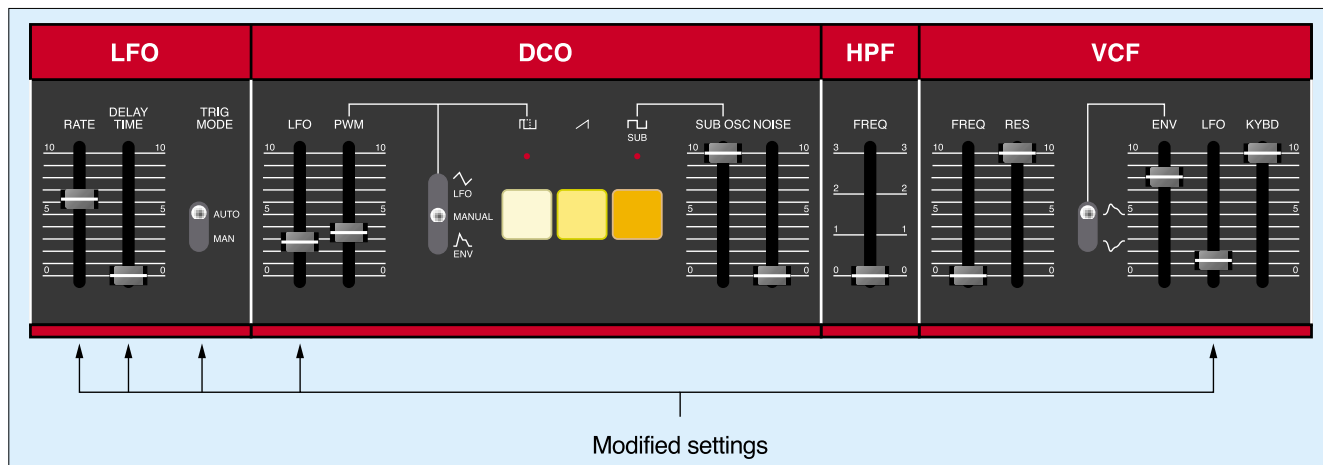 LFO
DCO
HPF
VCF
RATE
DELAY
TIME
TRIG
MODE
10
10
5
5
0
0
AUTO
MAN
LFO
PWM
10
5
0
LFO
MANUAL
ENV
SUB
SUB OSC
NOISE
10
10
5
5
0
0
FREQ
3
3
2
2
1
1
0
0
FREQ
RES
10
5
0
ENV
LFO
KYBD
10
10
5
5
0
0
Modified settings